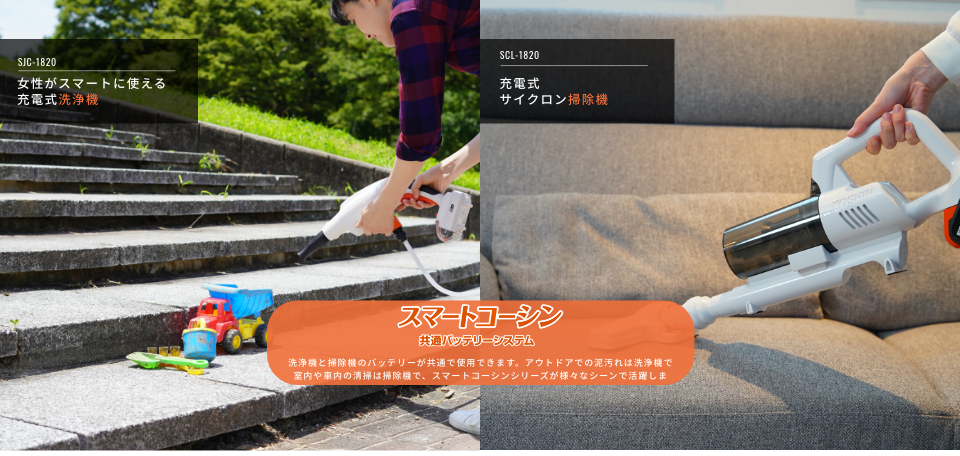 SJC-1820
女性がスマートに使える
充電式洗浄機
SCL-1820
充電式
サイクロン掃除機
スマートコーシン
共通バッテリーシステム
洗浄機と掃除機のバッテリーが共通で使用できます。アウトドアでの泥汚れは洗浄機で
室内や車内の清掃は掃除機で、スマートコーシンシリーズが様々なシーンで活躍しま